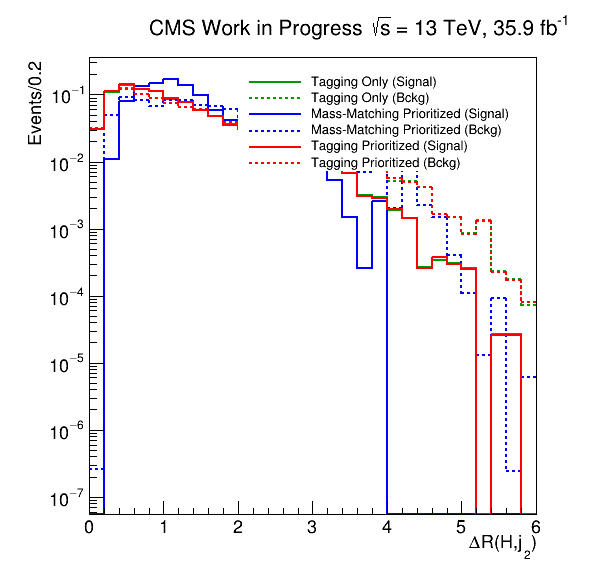 CMS Work in Progress √s = 13 TeV, 35.9 fb⁻¹
Events/0.2
Tagging Only (Signal)
Tagging Only (Bckg)
Mass-Matching Prioritized (Signal)
Mass-Matching Prioritized (Bckg)
Tagging Prioritized (Signal)
Tagging Prioritized (Bckg)
10⁻¹
10⁻²
10⁻³
10⁻⁴
10⁻⁵
10⁻⁶
10⁻⁷
0 1 2 3 4 5 6
ΔR(H,j₂)